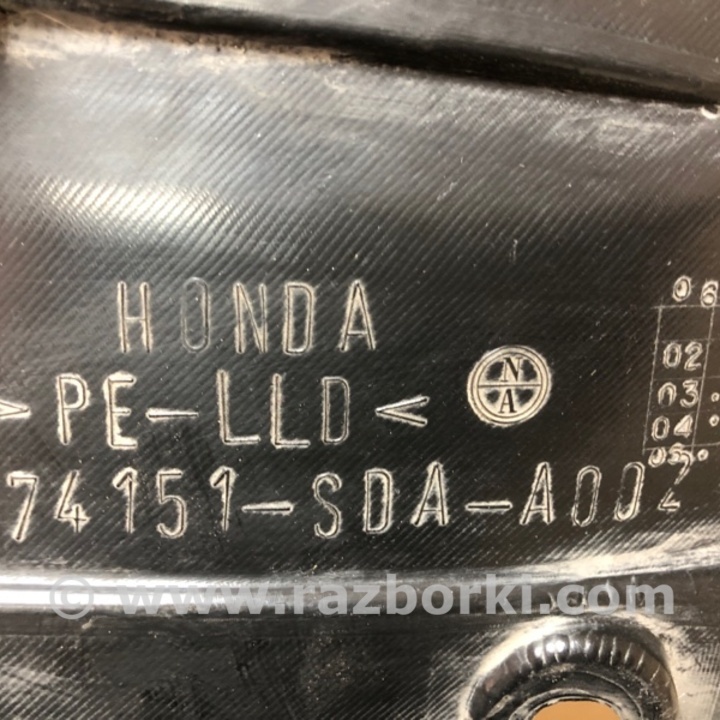 HONDA
>PE-LLD<
N
A
74151-SDA-A002
06
02
03
04
05
© www.razborki.com